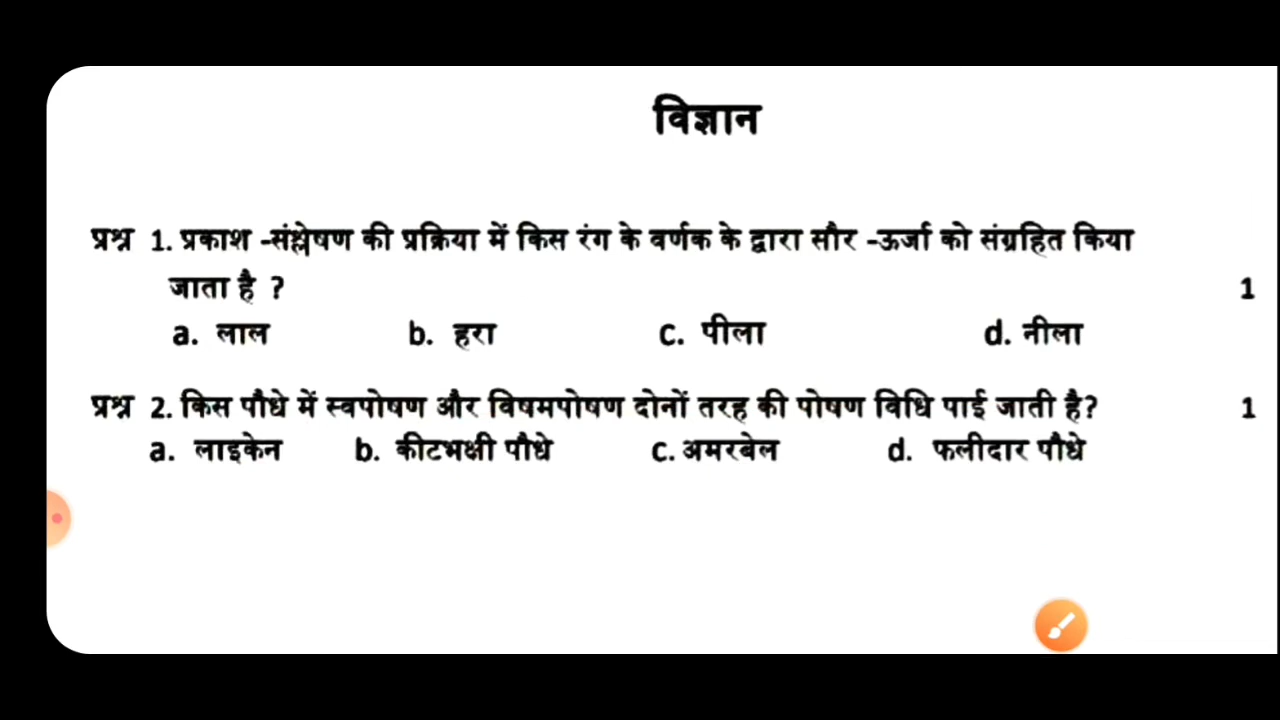 विज्ञान
प्रश्न 1. प्रकाश -संश्लेषण की प्रक्रिया में किस रंग के वर्णक के द्वारा सौर -ऊर्जा को संग्रहित किया
जाता है ? 1
a. लाल b. हरा c. पीला d. नीला
प्रश्न 2. किस पौधे में स्वपोषण और विषमपोषण दोनों तरह की पोषण विधि पाई जाती है? 1
a. लाइकेन b. कीटभक्षी पौधे c. अमरबेल d. फलीदार पौधे